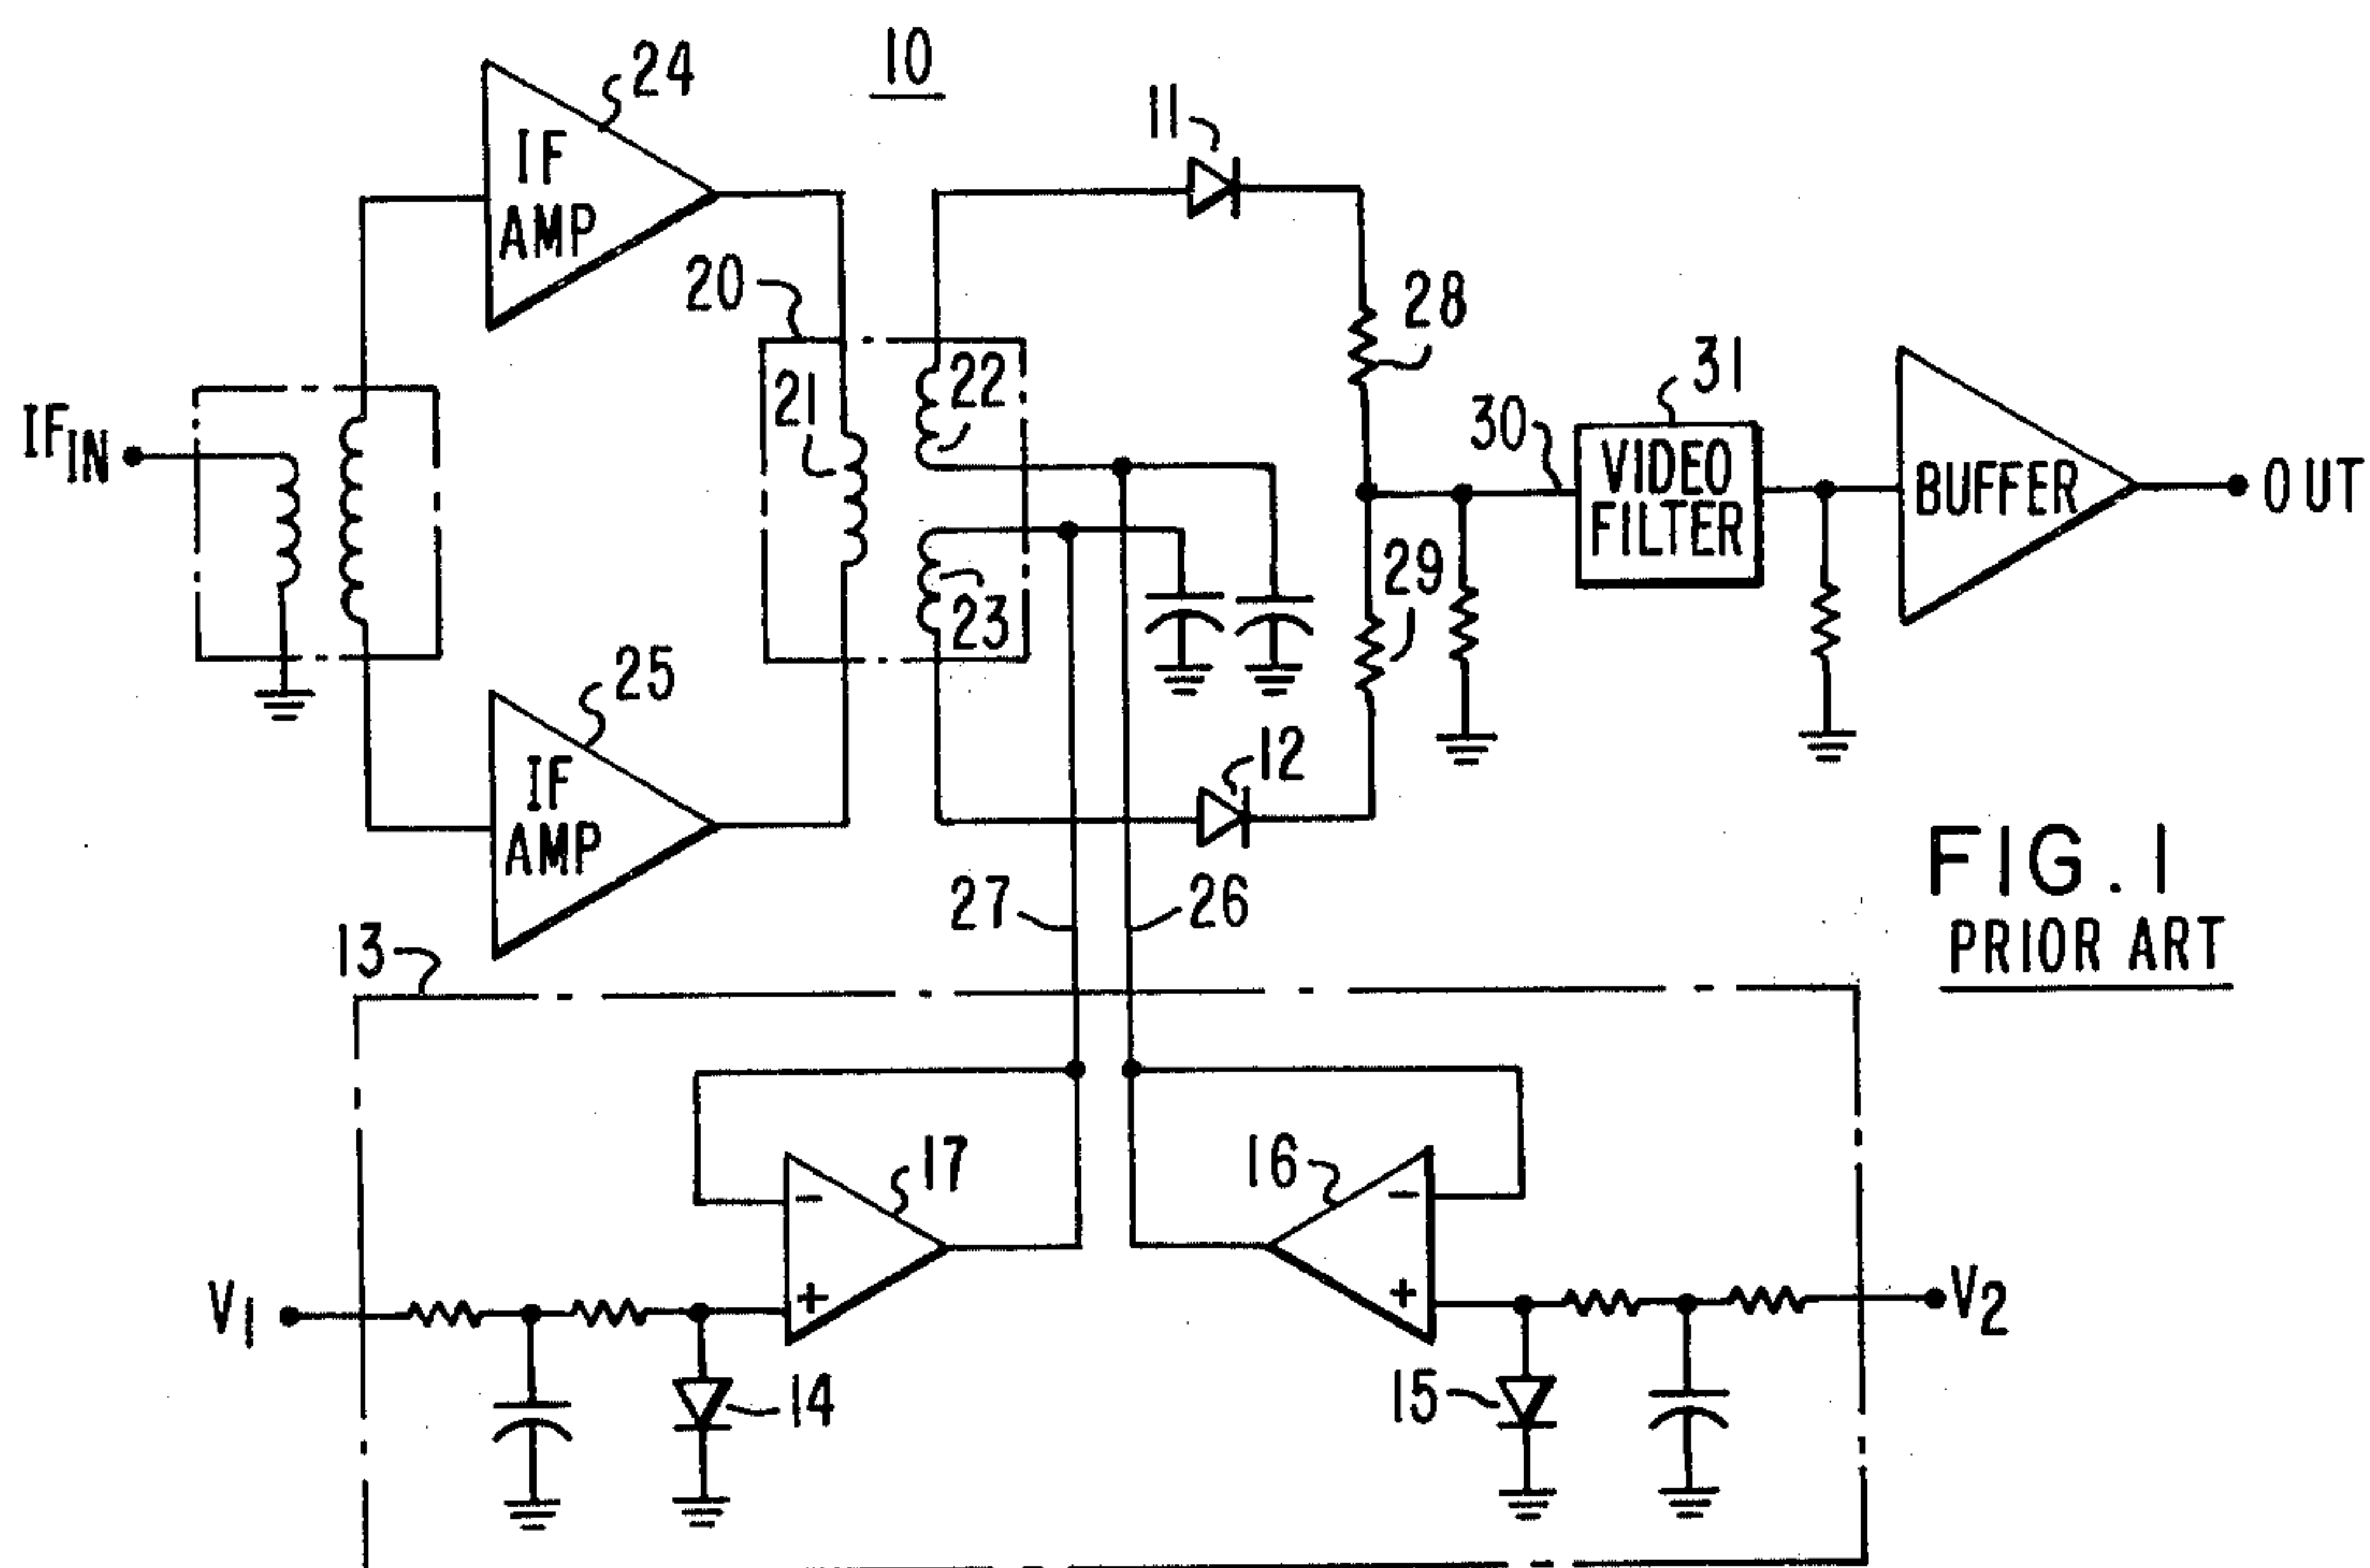 10
24
IF
AMP
11
20
21
22
23
28
29
30
31
VIDEO
FILTER
BUFFER
OUT
IF IN
25
IF
AMP
12
27
26
FIG. 1
PRIOR ART
13
17
-
+
16
-
+
V1
14
15
V2